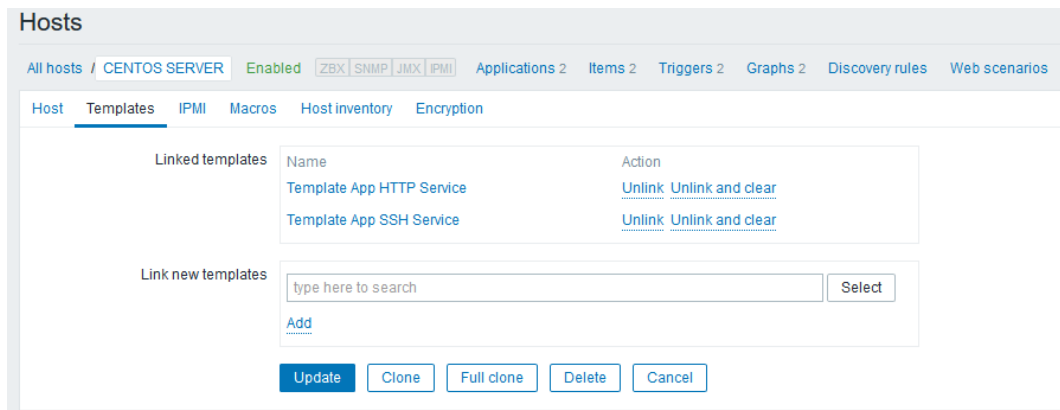 Hosts
All hosts / CENTOS SERVER Enabled ZBX SNMP JMX IPMI Applications 2 Items 2 Triggers 2 Graphs 2 Discovery rules Web scenarios
Host Templates IPMI Macros Host inventory Encryption
Linked templates Name Action
Template App HTTP Service Unlink Unlink and clear
Template App SSH Service Unlink Unlink and clear
Link new templates
type here to search Select
Add
Update Clone Full clone Delete Cancel